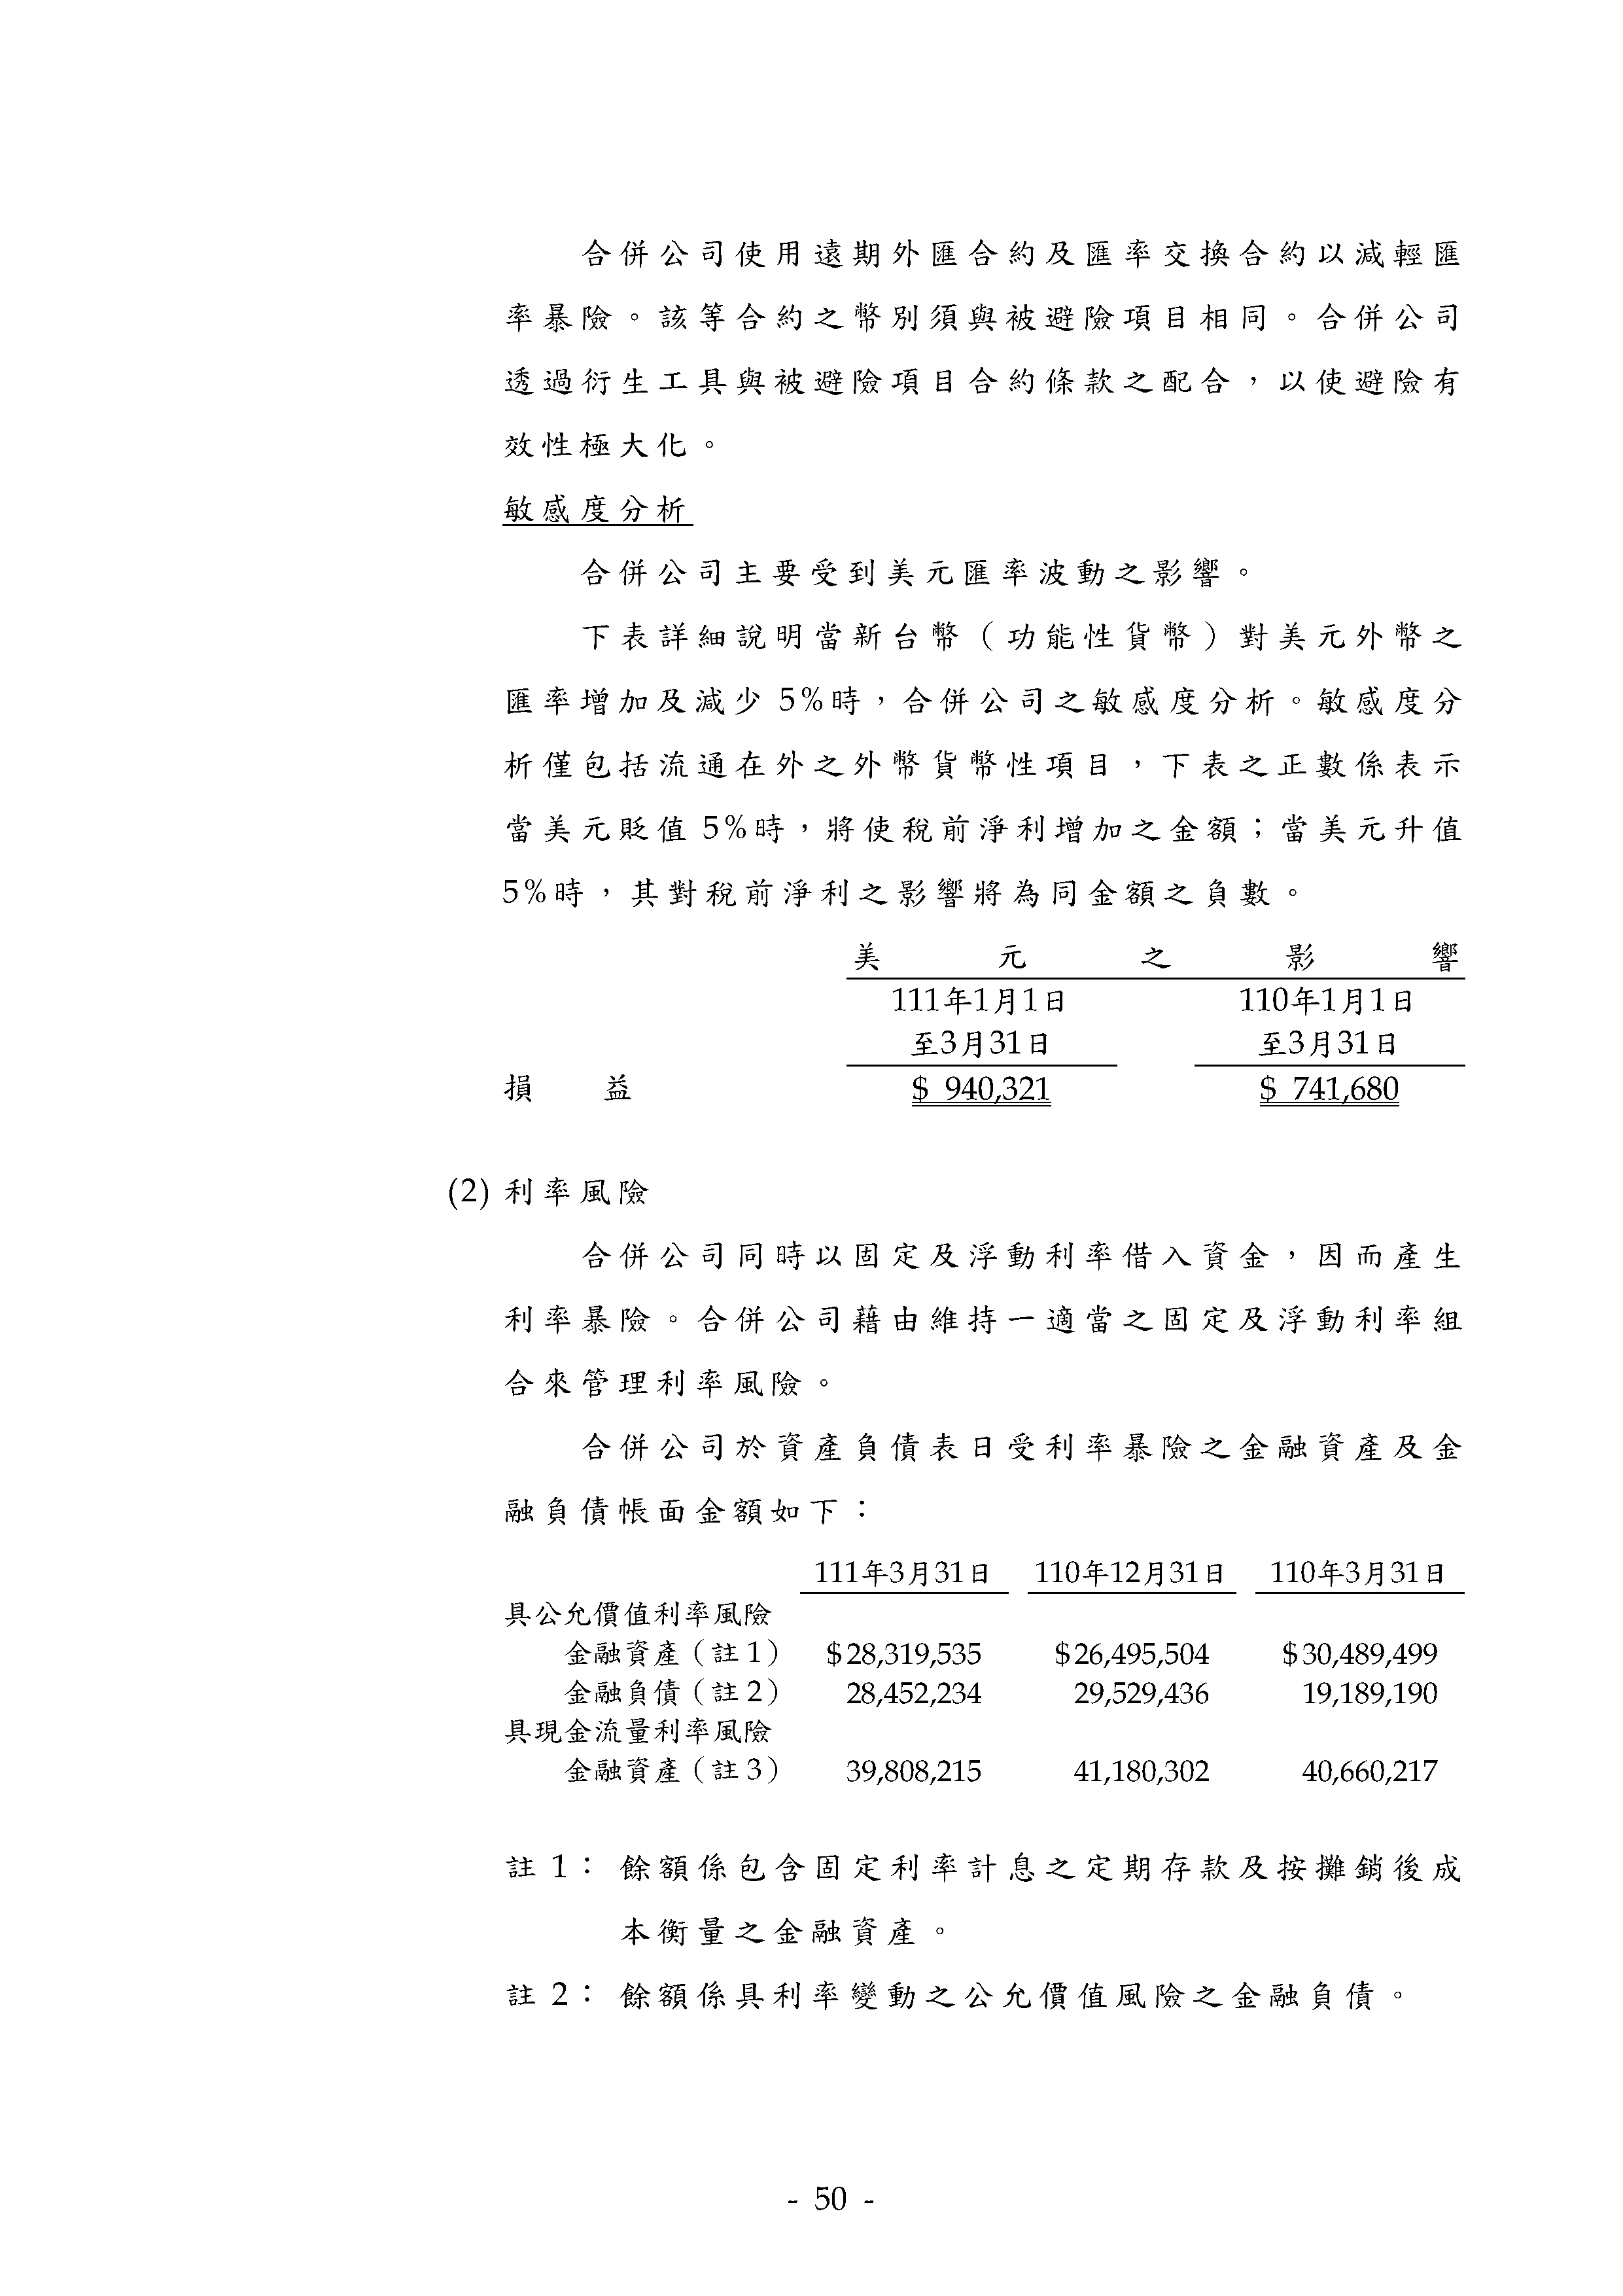 合併公司使用遠期外匯合約及匯率交換合約以減輕匯
率暴險。該等合約之幣別須與被避險項目相同。合併公司
透過衍生工具與被避險項目合約條款之配合，以使避險有
效性極大化。
敏感度分析
合併公司主要受到美元匯率波動之影響。
下表詳細說明當新台幣（功能性貨幣）對美元外幣之
匯率增加及減少 5%時，合併公司之敏感度分析。敏感度分
析僅包括流通在外之外幣貨幣性項目，下表之正數係表示
當美元貶值 5%時，將使稅前淨利增加之金額；當美元升值
5%時，其對稅前淨利之影響將為同金額之負數。
美元之影響
111年1月1日 110年1月1日
至3月31日 至3月31日
損益 $ 940,321 $ 741,680
(2) 利率風險
合併公司同時以固定及浮動利率借入資金，因而產生
利率暴險。合併公司藉由維持一適當之固定及浮動利率組
合來管理利率風險。
合併公司於資產負債表日受利率暴險之金融資產及金
融負債帳面金額如下：
111年3月31日 110年12月31日 110年3月31日
具公允價值利率風險
金融資產（註 1） $28,319,535 $26,495,504 $30,489,499
金融負債（註 2） 28,452,234 29,529,436 19,189,190
具現金流量利率風險
金融資產（註 3） 39,808,215 41,180,302 40,660,217
註 1： 餘額係包含固定利率計息之定期存款及按攤銷後成
本衡量之金融資產。
註 2： 餘額係具利率變動之公允價值風險之金融負債。
- 50 -